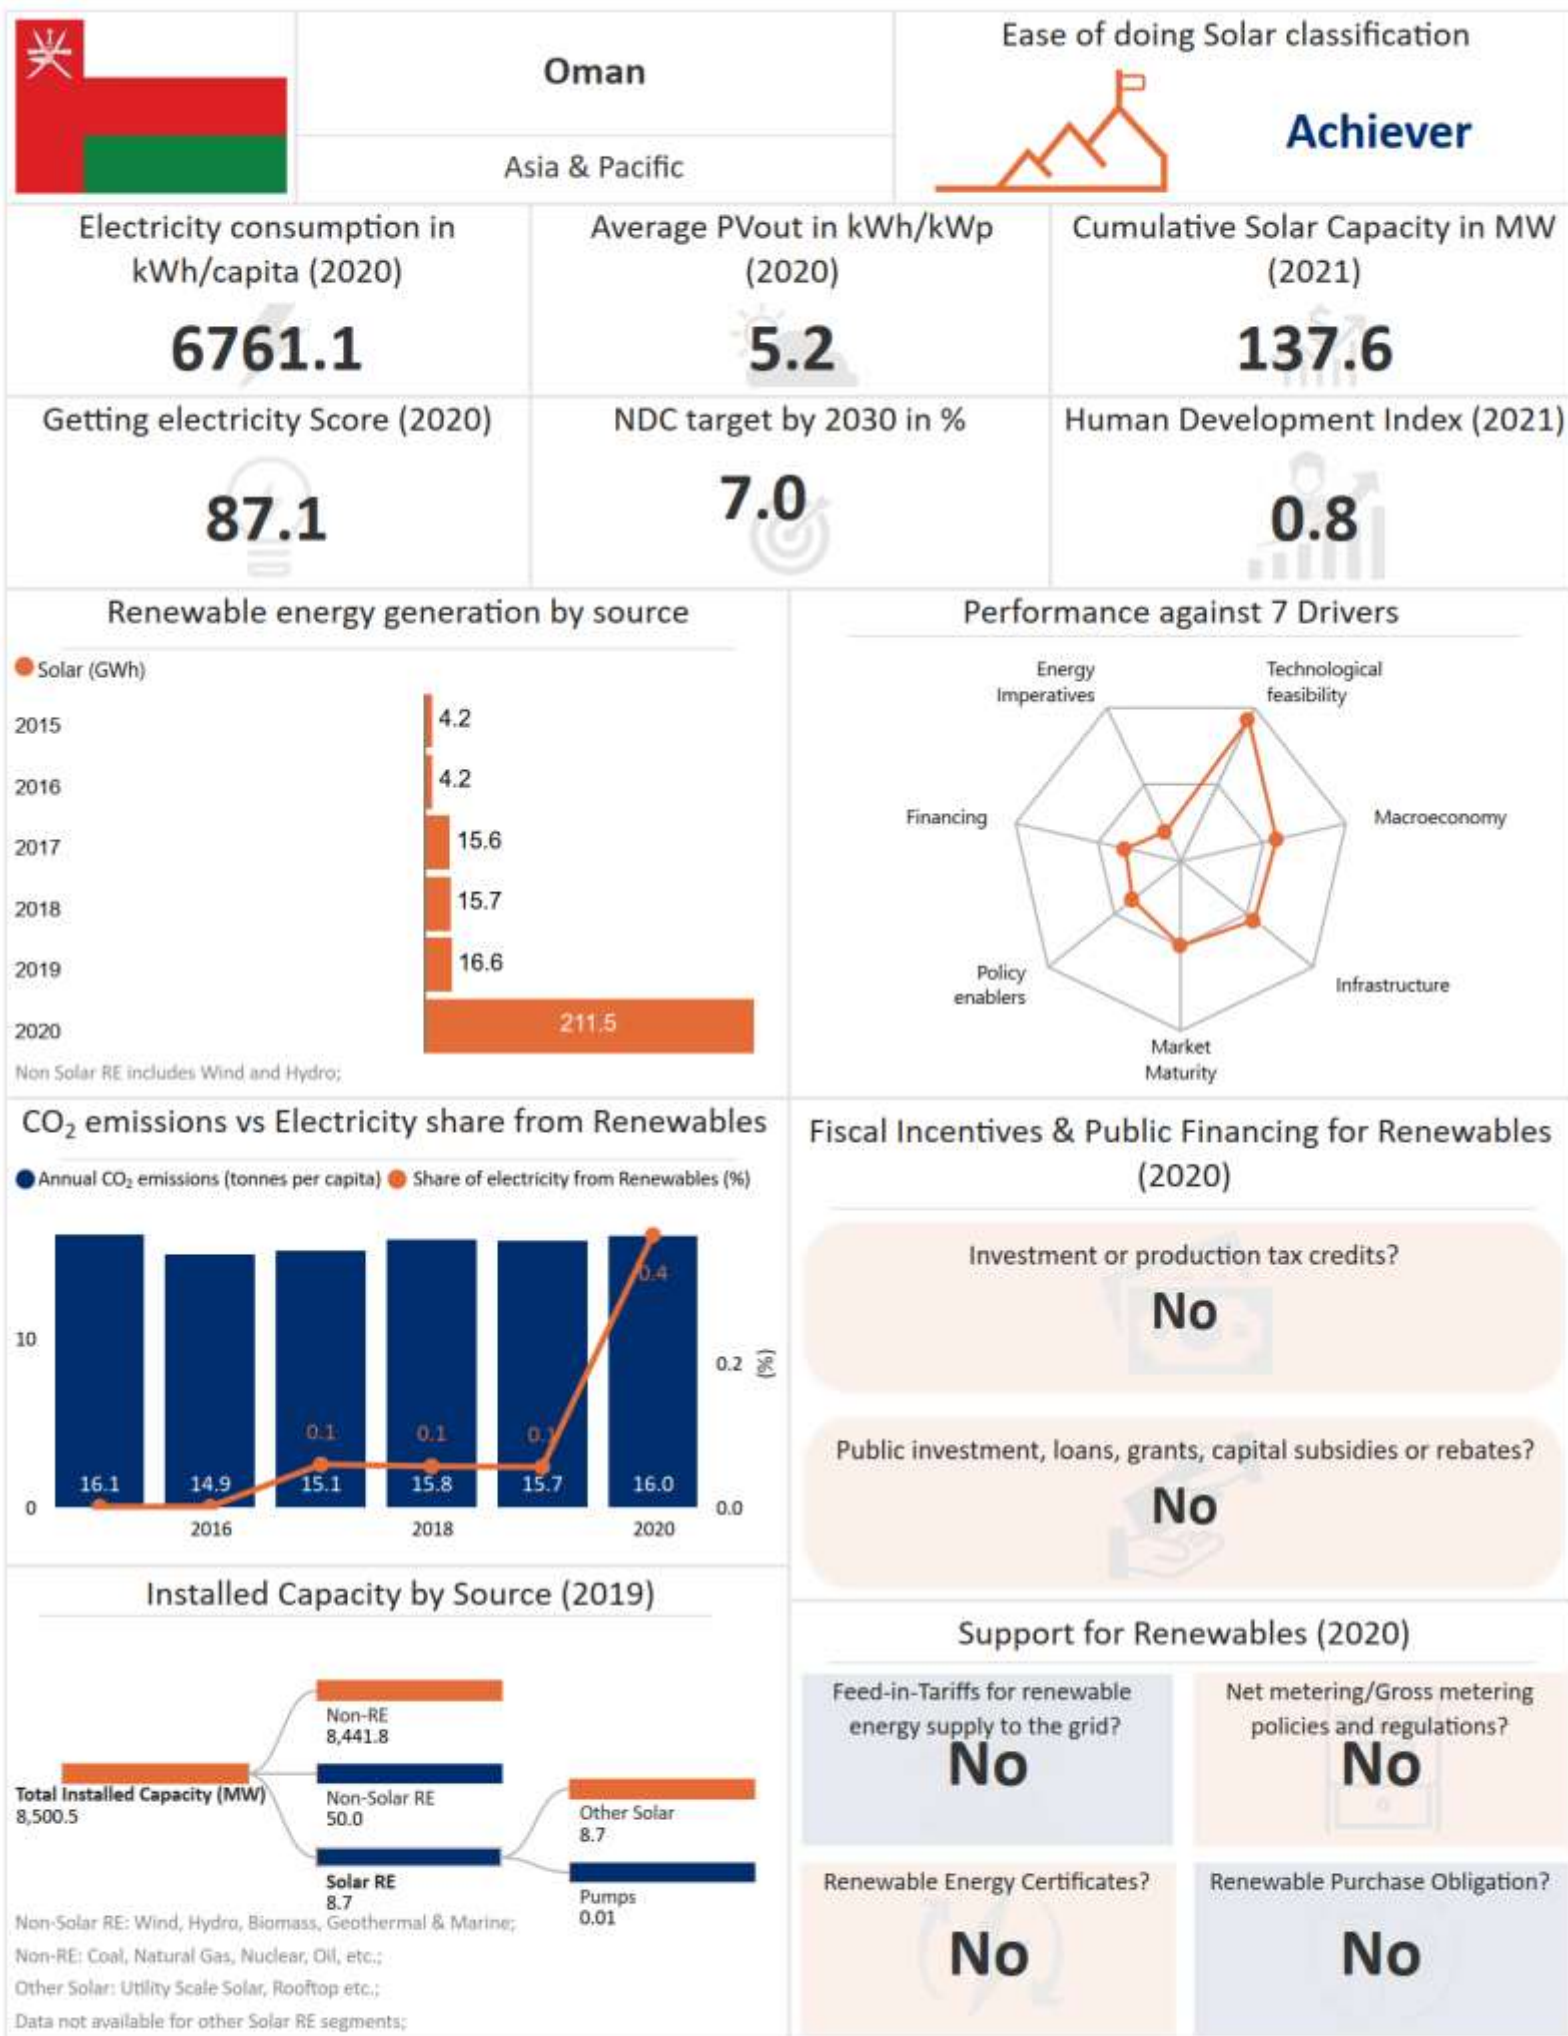 Oman
Asia & Pacific
Ease of doing Solar classification
Achiever
Electricity consumption in
kWh/capita (2020)
6761.1
Average PVout in kWh/kWp
(2020)
5.2
Cumulative Solar Capacity in MW
(2021)
137.6
Getting electricity Score (2020)
87.1
NDC target by 2030 in %
7.0
Human Development Index (2021)
0.8
Renewable energy generation by source
Solar (GWh)
2015
4.2
2016
4.2
2017
15.6
2018
15.7
2019
16.6
2020
211.5
Non Solar RE includes Wind and Hydro;
Performance against 7 Drivers
Energy
Imperatives
Technological
feasibility
Financing
Macroeconomy
Policy
enablers
Infrastructure
Market
Maturity
CO₂ emissions vs Electricity share from Renewables
Annual CO₂ emissions (tonnes per capita)
Share of electricity from Renewables (%)
10
0
0.4
0.2
(%)
0.0
0.1
0.1
0.1
16.1
14.9
15.1
15.8
15.7
16.0
2016
2018
2020
Fiscal Incentives & Public Financing for Renewables
(2020)
Investment or production tax credits?
No
Public investment, loans, grants, capital subsidies or rebates?
No
Installed Capacity by Source (2019)
Total Installed Capacity (MW)
8,500.5
Non-RE
8,441.8
Non-Solar RE
50.0
Solar RE
8.7
Other Solar
8.7
Pumps
0.01
Non-Solar RE: Wind, Hydro, Biomass, Geothermal & Marine;
Non-RE: Coal, Natural Gas, Nuclear, Oil, etc.;
Other Solar: Utility Scale Solar, Rooftop etc.;
Data not available for other Solar RE segments;
Support for Renewables (2020)
Feed-in-Tariffs for renewable
energy supply to the grid?
No
Net metering/Gross metering
policies and regulations?
No
Renewable Energy Certificates?
No
Renewable Purchase Obligation?
No